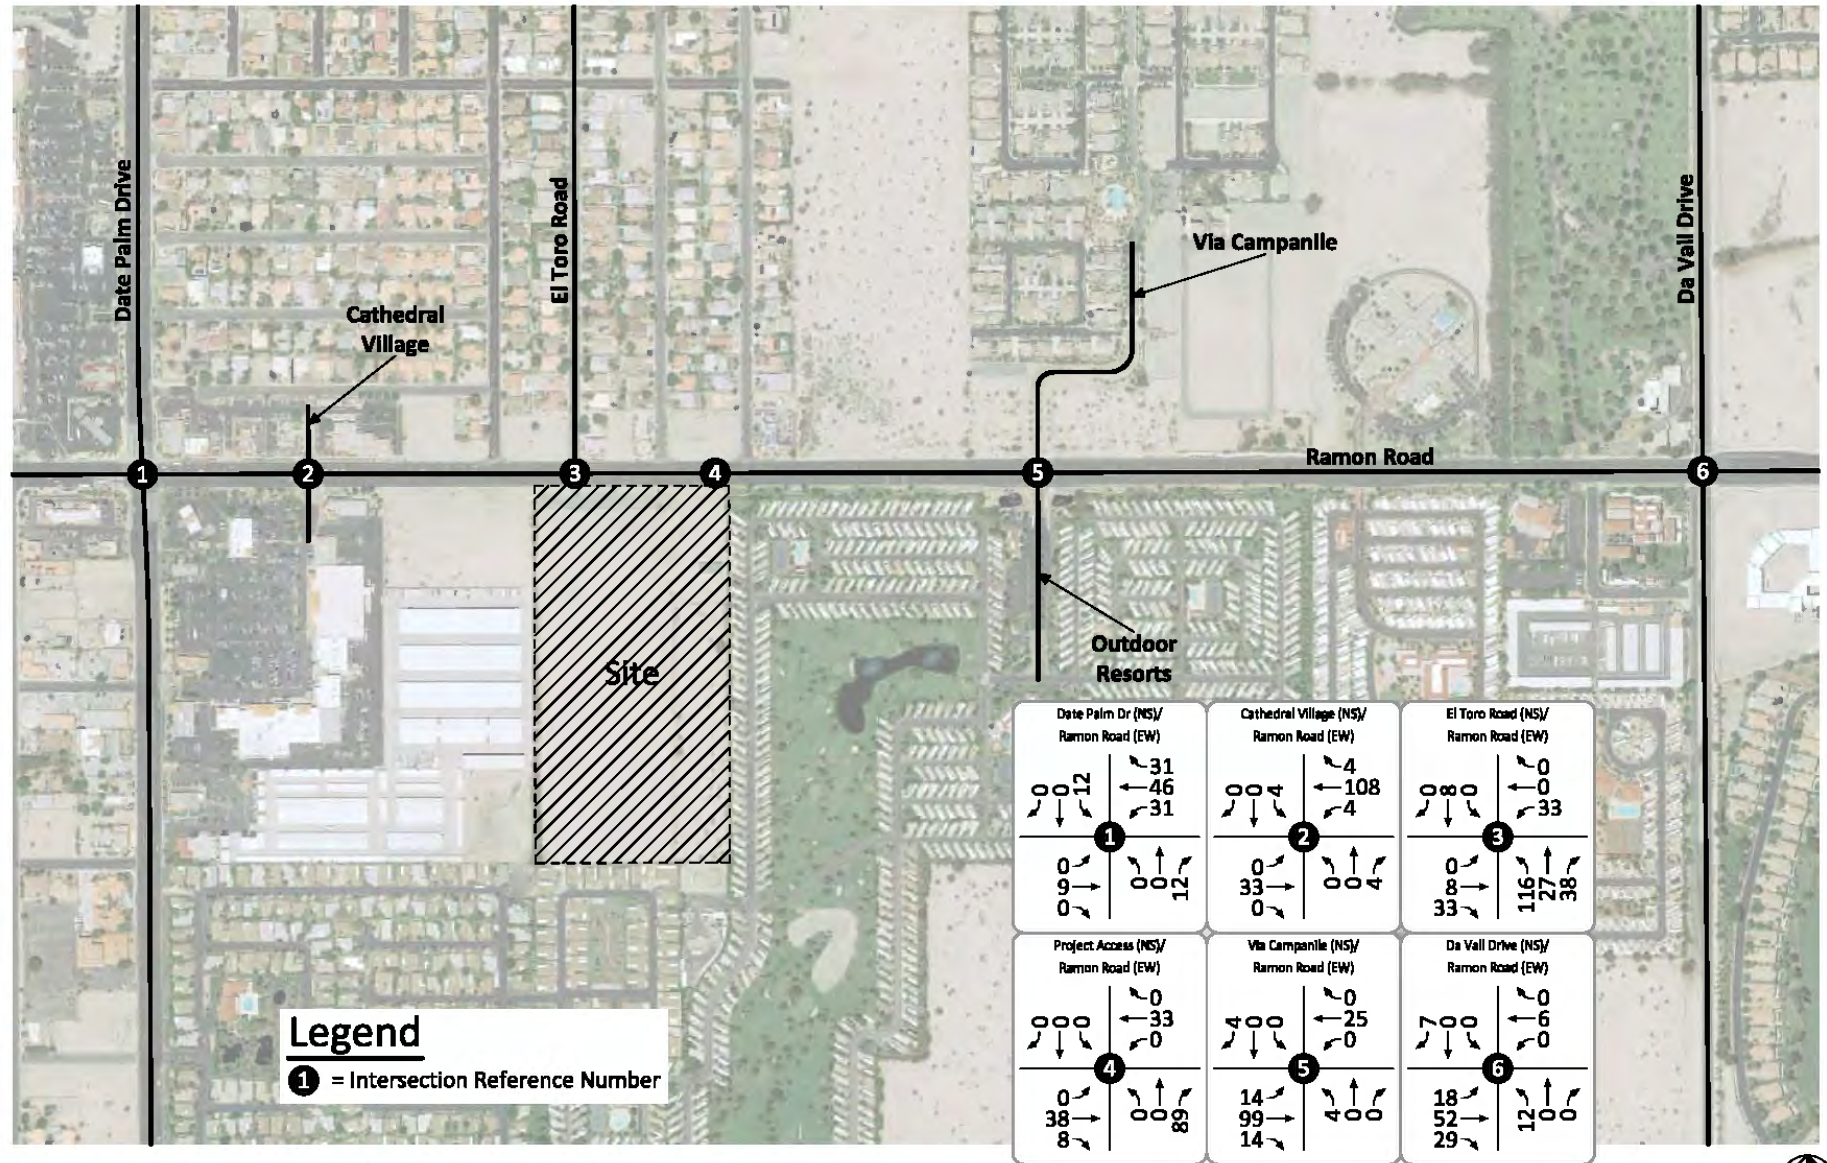 Date Palm Drive
El Toro Road
Da Vall Drive
Via Campanile
Cathedral
Village
1
2
3
4
5
6
Ramon Road
Site
Outdoor
Resorts
Date Palm Dr (NS)/
Ramon Road (EW)
0 0 12
31
46
31
1
0
9
0
0 0 12
Cathedral Village (NS)/
Ramon Road (EW)
0 0 4
4
108
4
2
0
33
0
0 0 4
El Toro Road (NS)/
Ramon Road (EW)
0 8 0
0
0
33
3
0
8
33
116 27 38
Project Access (NS)/
Ramon Road (EW)
0 0 0
0
33
0
4
0
38
8
0 0 89
Via Campanile (NS)/
Ramon Road (EW)
4 0 0
0
25
0
5
14
99
14
4 0 0
Da Vall Drive (NS)/
Ramon Road (EW)
7 0 0
0
6
0
6
18
52
29
12 0 0
Legend
1 = Intersection Reference Number